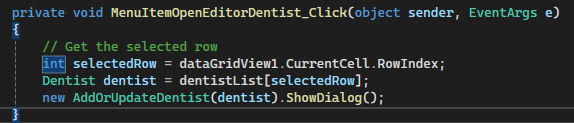 private void MenuItemOpenEditorDentist_Click(object sender, EventArgs e)
{
// Get the selected row
int selectedRow = dataGridView1.CurrentCell.RowIndex;
Dentist dentist = dentistList[selectedRow];
new AddOrUpdateDentist(dentist).ShowDialog();
}